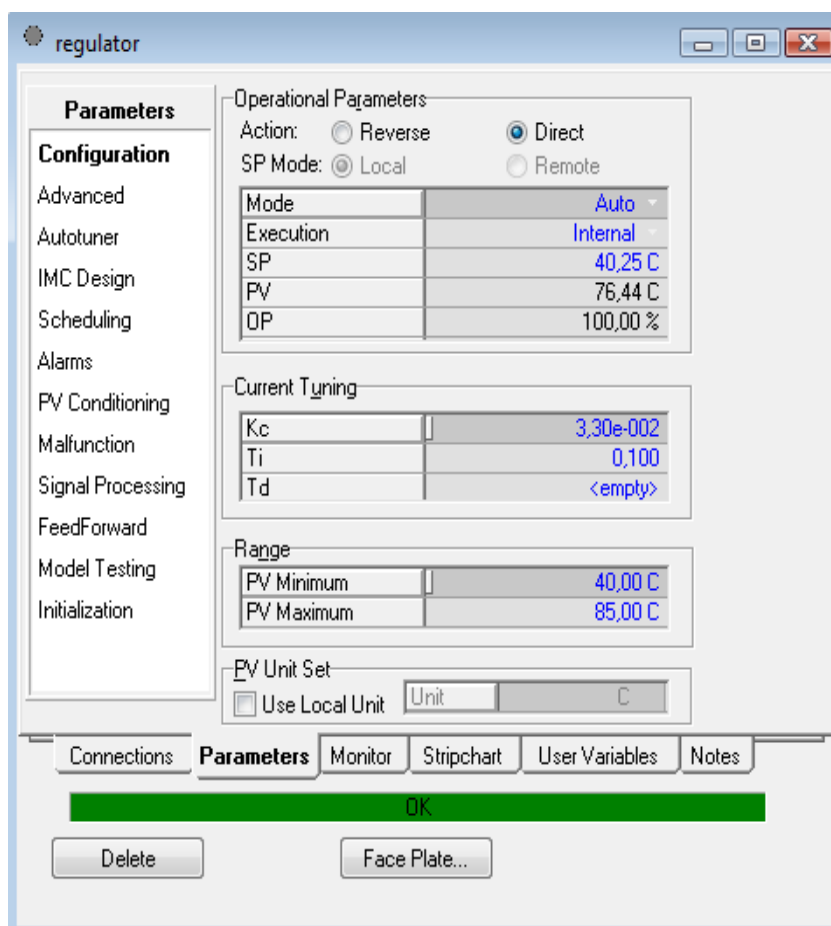 regulator
Parameters
Configuration
Advanced
Autotuner
IMC Design
Scheduling
Alarms
PV Conditioning
Malfunction
Signal Processing
FeedForward
Model Testing
Initialization
Operational Parameters
Action: Reverse Direct
SP Mode: Local Remote
Mode Auto
Execution Internal
SP 40,25 C
PV 76,44 C
OP 100,00 %
Current Tuning
Kc 3,30e-002
Ti 0,100
Td <empty>
Range
PV Minimum 40,00 C
PV Maximum 85,00 C
PV Unit Set
Use Local Unit Unit C
Connections Parameters Monitor Stripchart User Variables Notes
OK
Delete Face Plate...